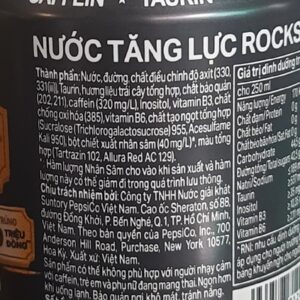 CAFFEIN ★ TAURIN
NƯỚC TĂNG LỰC ROCKS
Thành phần: Nước, đường, chất điều chỉnh độ axit (330,
331(iii)), Taurin, hương liệu trái cây tổng hợp, chất bảo quản
(202, 211), caffein (320 mg/L), Inositol, vitamin B3, chất
chống oxi hóa (385), vitamin B6, chất tạo ngọt tổng hợp
(Sucralose (Trichlorogalactosucrose) 955, Acesulfame
Kali 950), bột chiết xuất nhân sâm (40 mg/L)*, màu tổng
hợp (Tartrazin 102, Allura Red AC 129).
* Hàm lượng Nhân Sâm cho vào khi sản xuất và hàm
lượng này có thể giảm đi trong quá trình lưu thông.
Chịu trách nhiệm bởi: Công ty TNHH Nước giải khát
Suntory PepsiCo Việt Nam. Cao ốc Sheraton, số 88,
đường Đồng Khởi, P. Bến Nghé, Q. 1, TP. Hồ Chí Minh,
Việt Nam. Theo bản quyền của PepsiCo, Inc., 700
Anderson Hill Road, Purchase, New York 10577,
Hoa Kỳ. Xuất xứ: Việt Nam.
Sản phẩm có thể không phù hợp với người nhạy cảm
với caffein, trẻ em và phụ nữ đang mang thai. Ngon
hơn khi uống lạnh. Bảo quản nơi khô mát, tránh nắng.
Giá trị dinh dưỡng tr
cho 250 ml
Năng lượng/Energy
Chất đạm/Protein
Chất béo/Fat
Carbohydrate
Đường tổng số/
Total Sugars
Natri/Sodium
Taurin
Inositol
Vitamin B3
Vitamin B6
TRÚNG
TRIỆU
ĐỒNG